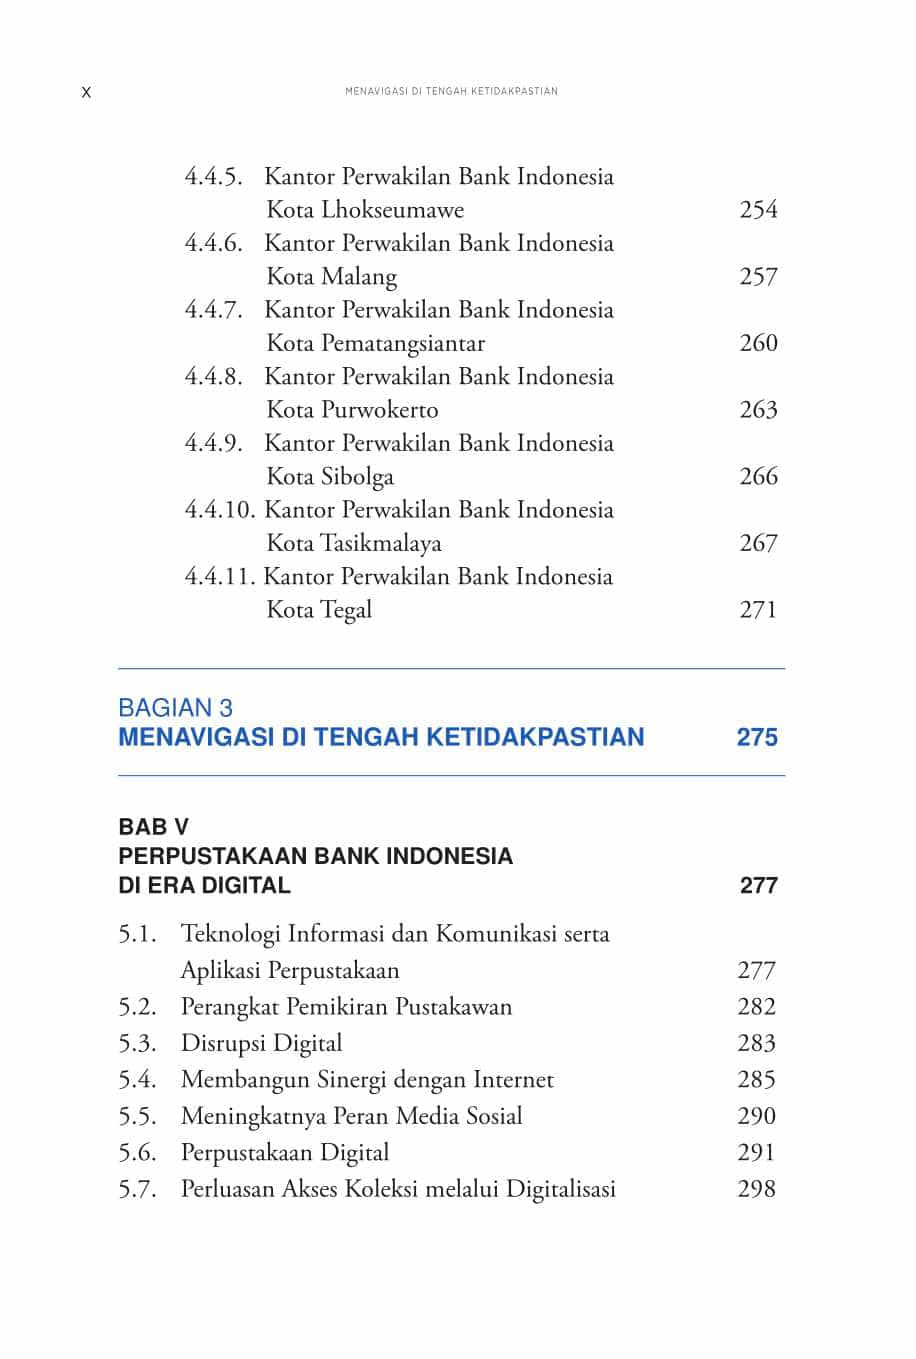 X
MENAVIGASI DI TENGAH KETIDAKPASTIAN
4.4.5. Kantor Perwakilan Bank Indonesia
Kota Lhokseumawe 254
4.4.6. Kantor Perwakilan Bank Indonesia
Kota Malang 257
4.4.7. Kantor Perwakilan Bank Indonesia
Kota Pematangsiantar 260
4.4.8. Kantor Perwakilan Bank Indonesia
Kota Purwokerto 263
4.4.9. Kantor Perwakilan Bank Indonesia
Kota Sibolga 266
4.4.10. Kantor Perwakilan Bank Indonesia
Kota Tasikmalaya 267
4.4.11. Kantor Perwakilan Bank Indonesia
Kota Tegal 271
BAGIAN 3
MENAVIGASI DI TENGAH KETIDAKPASTIAN 275
BAB V
PERPUSTAKAAN BANK INDONESIA
DI ERA DIGITAL 277
5.1. Teknologi Informasi dan Komunikasi serta
Aplikasi Perpustakaan 277
5.2. Perangkat Pemikiran Pustakawan 282
5.3. Disrupsi Digital 283
5.4. Membangun Sinergi dengan Internet 285
5.5. Meningkatnya Peran Media Sosial 290
5.6. Perpustakaan Digital 291
5.7. Perluasan Akses Koleksi melalui Digitalisasi 298